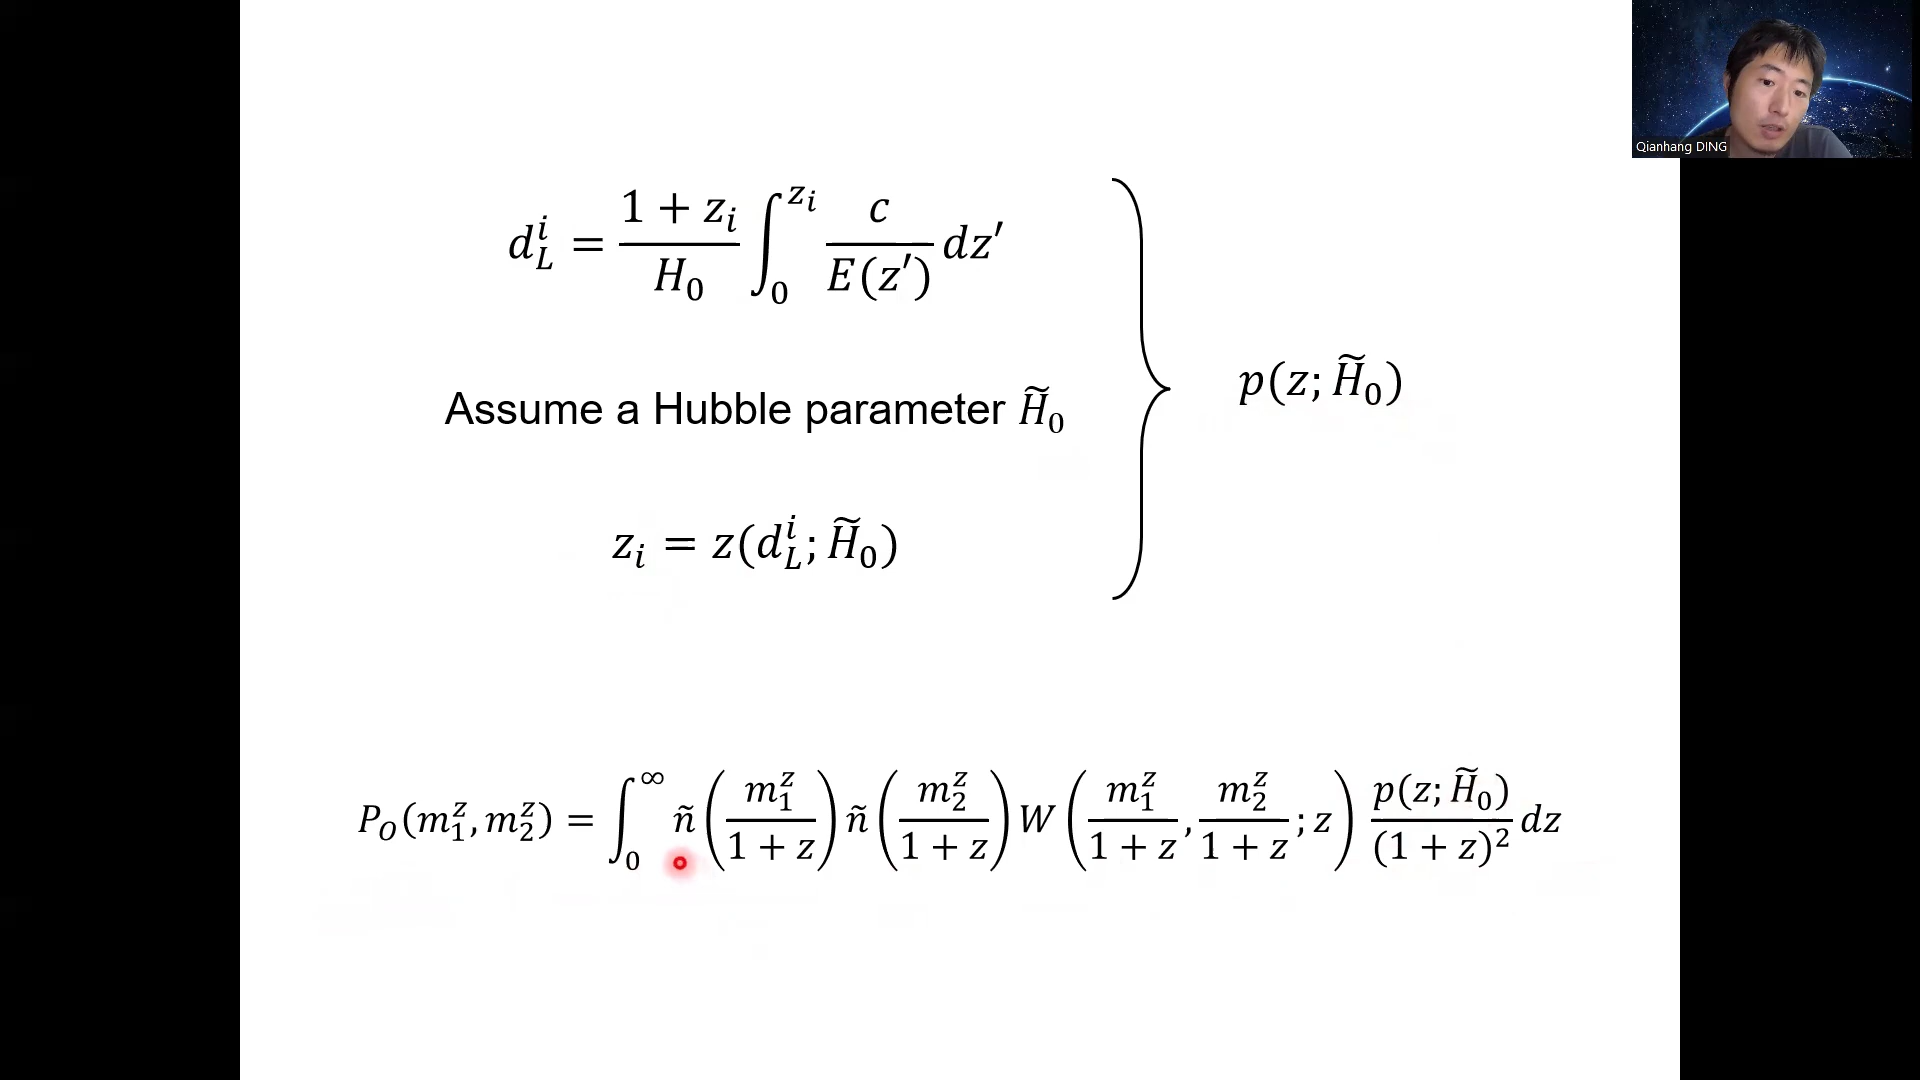 Qianhang DING
d_L^i = \frac{1 + z_i}{H_0} \int_0^{z_i} \frac{c}{E(z')} dz'
p(z; \tilde{H}_0)
Assume a Hubble parameter \tilde{H}_0
z_i = z(d_L^i; \tilde{H}_0)
P_O(m_1^z, m_2^z) = \int_0^∞ \tilde{n}\left(\frac{m_1^z}{1 + z}\right) \tilde{n}\left(\frac{m_2^z}{1 + z}\right) W\left(\frac{m_1^z}{1 + z}, \frac{m_2^z}{1 + z}; z\right) \frac{p(z; \tilde{H}_0)}{(1 + z)^2} dz